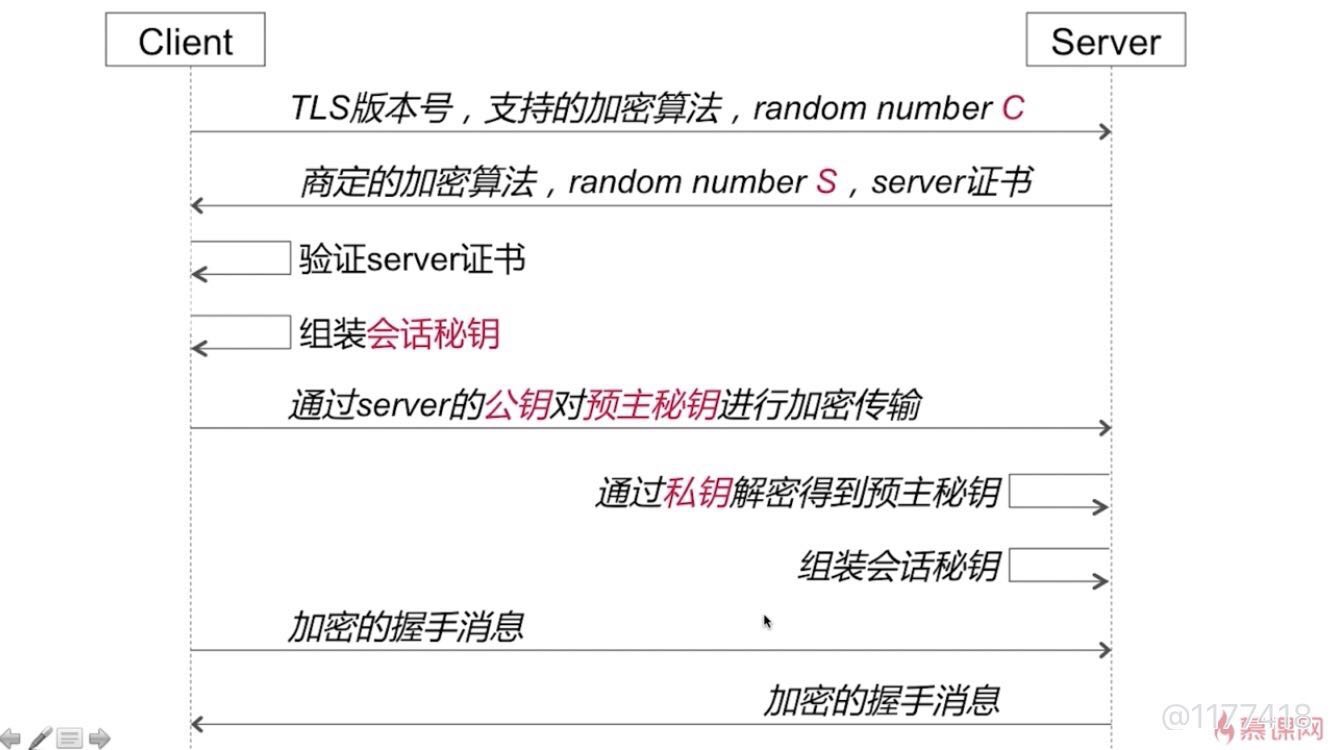 Client
Server
TLS版本号，支持的加密算法，random number C
商定的加密算法，random number S，server证书
验证server证书
组装会话秘钥
通过server的公钥对预主秘钥进行加密传输
通过私钥解密得到预主秘钥
组装会话秘钥
加密的握手消息
加密的握手消息
@1177418
慕课网